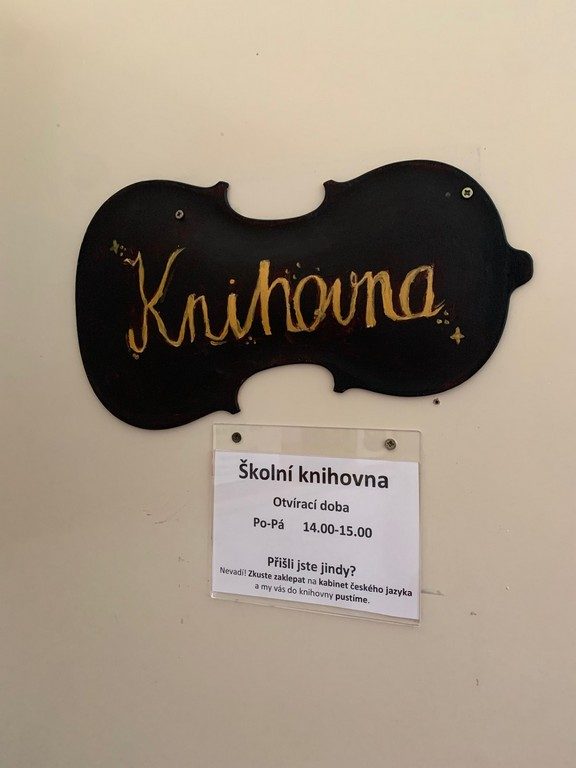 Knihovna
Školní knihovna
Otvírací doba
Po-Pá 14.00-15.00
Přišli jste jindy?
Nevadí! Zkuste zaklepat na kabinet českého jazyka
a my vás do knihovny pustíme.